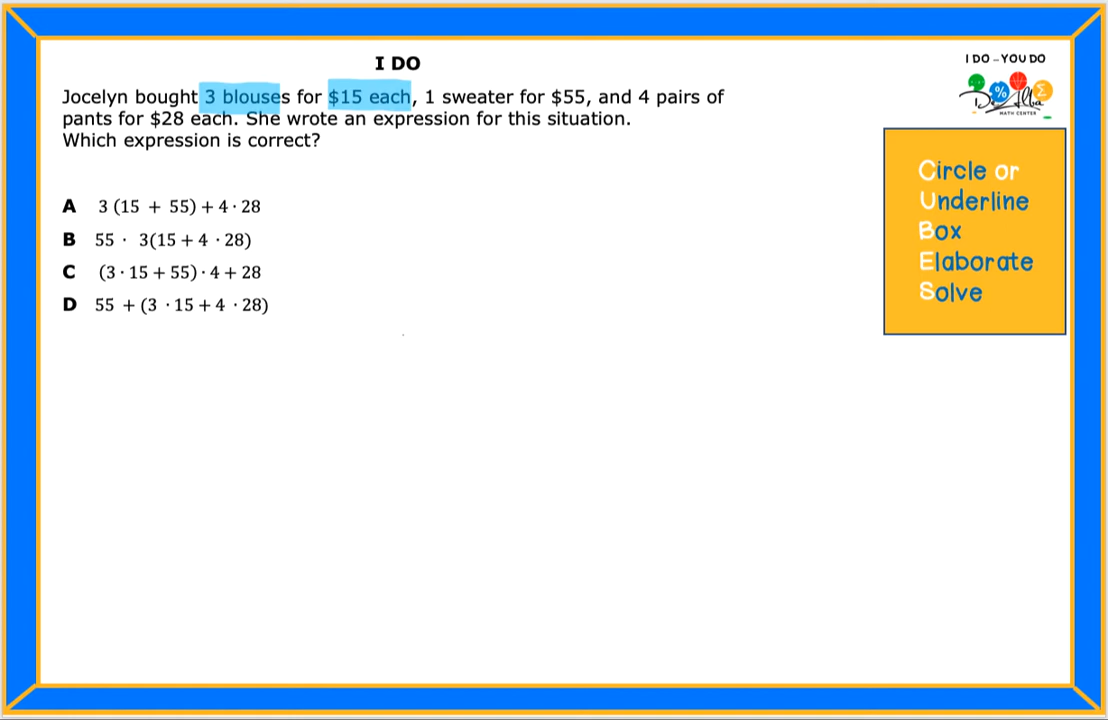 I DO
I DO – YOU DO
Jocelyn bought 3 blouses for $15 each, 1 sweater for $55, and 4 pairs of
pants for $28 each. She wrote an expression for this situation.
Which expression is correct?
A 3 (15 + 55) + 4 · 28
B 55 · 3(15 + 4 · 28)
C (3 · 15 + 55) · 4 + 28
D 55 + (3 · 15 + 4 · 28)
%
Σ
MATH CENTER
Circle or
Underline
Box
Elaborate
Solve